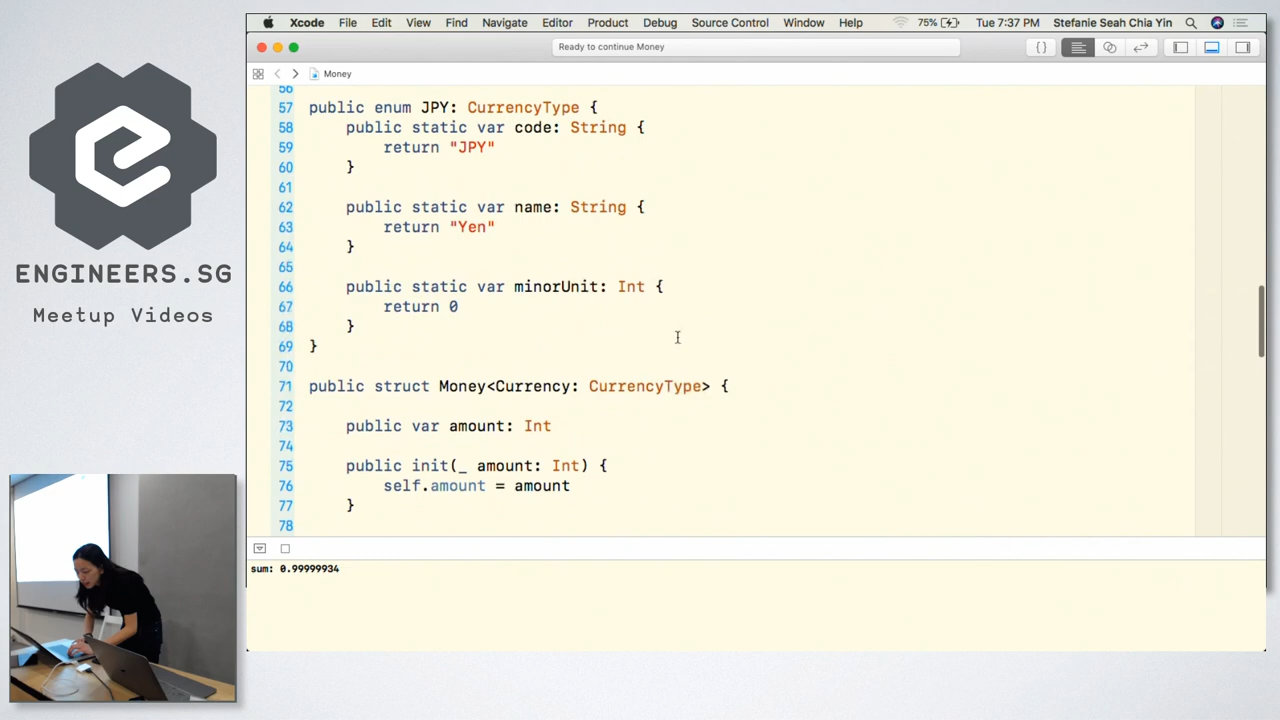 Xcode File Edit View Find Navigate Editor Product Debug Source Control Window Help 75% Tue 7:37 PM Stefanie Seah Chia Yin
Ready to continue Money
{}
Money
56
57 public enum JPY: CurrencyType {
58 public static var code: String {
59 return "JPY"
60 }
61
62 public static var name: String {
63 return "Yen"
64 }
65
66 public static var minorUnit: Int {
67 return 0
68 }
69 }
70
71 public struct Money<Currency: CurrencyType> {
72
73 public var amount: Int
74
75 public init(_ amount: Int) {
76 self.amount = amount
77 }
78
sum: 0.99999934
ENGINEERS.SG
Meetup Videos